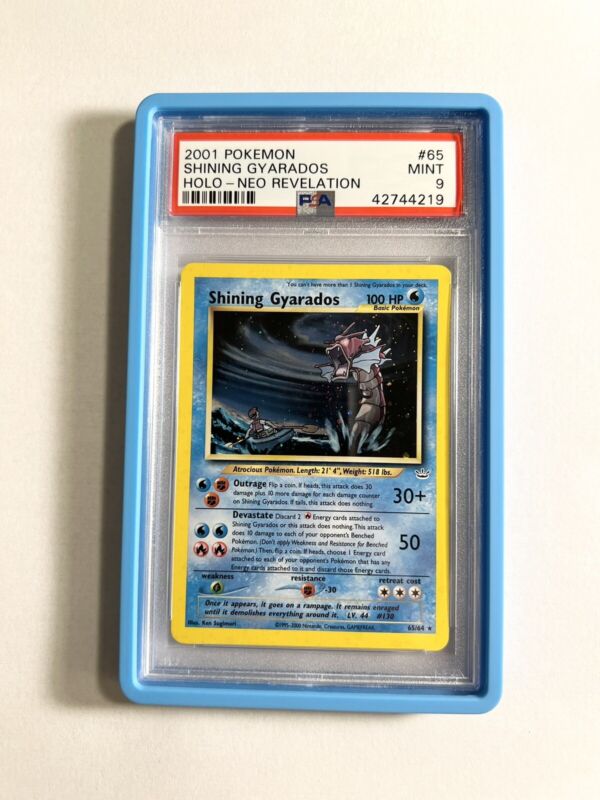 2001 POKEMON #65
SHINING GYARADOS MINT
HOLO – NEO REVELATION 9
PSA 42744219
You can't have more than 1 Shining Gyarados in your deck.
Shining Gyarados 100 HP
Basic Pokémon
Atrocious Pokémon. Length: 21' 4", Weight: 518 lbs.
Outrage Flip a coin. If heads, this attack does 30
damage plus 10 more damage for each damage counter
on Shining Gyarados. If tails, this attack does nothing.
30+
Devastate Discard 2 Energy cards attached to
Shining Gyarados or this attack does nothing. This attack
does 10 damage to each of your opponent's Benched
Pokémon. (Don't apply Weakness and Resistance for Benched
Pokémon.) Then, flip a coin. If heads, choose 1 Energy card
attached to each of your opponent's Pokémon that has any
Energy cards attached to it and discard those Energy cards.
50
weakness resistance retreat cost
-30
Once it appears, it goes on a rampage. It remains enraged
until it demolishes everything around it. LV. 44 #130
Illus. Ken Sugimori
©1995-2000 Nintendo, Creatures, GAMEFREAK. 65/64 ★